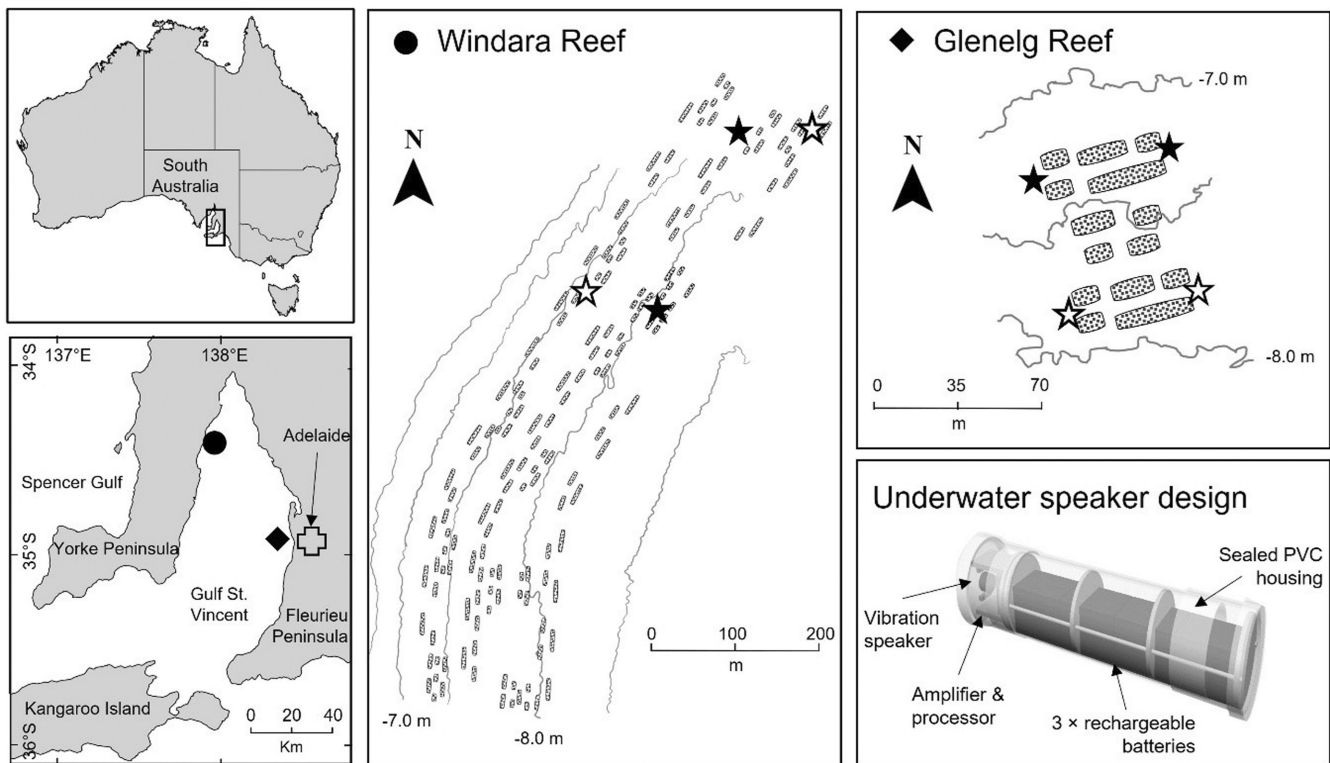 South
Australia
137°E
138°E
34°S
35°S
36°S
Adelaide
Spencer Gulf
Yorke Peninsula
Gulf St.
Vincent
Fleurieu
Peninsula
Kangaroo Island
0 20 40
Km
Windara Reef
N
0 100 200
m
-7.0 m
-8.0 m
Glenelg Reef
-7.0 m
N
-8.0 m
0 35 70
m
Underwater speaker design
Sealed PVC
housing
Vibration
speaker
Amplifier &
processor
3 × rechargeable
batteries